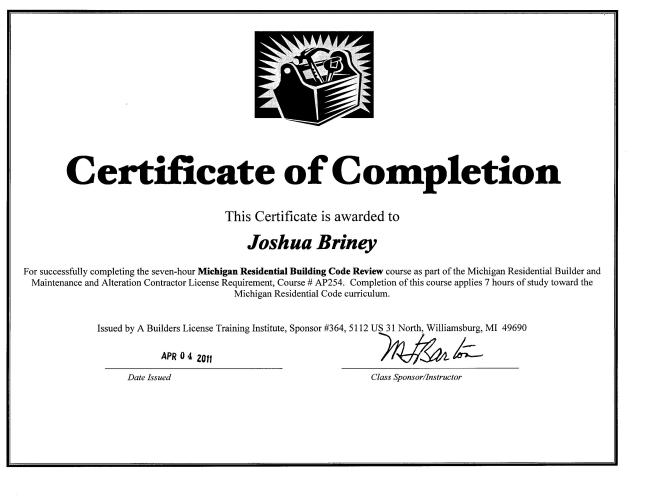 Certificate of Completion
This Certificate is awarded to
Joshua Briney
For successfully completing the seven-hour Michigan Residential Building Code Review course as part of the Michigan Residential Builder and
Maintenance and Alteration Contractor License Requirement, Course # AP254. Completion of this course applies 7 hours of study toward the
Michigan Residential Code curriculum.
Issued by A Builders License Training Institute, Sponsor #364, 5112 US 31 North, Williamsburg, MI 49690
APR 04 2011
M Barton
Date Issued
Class Sponsor/Instructor